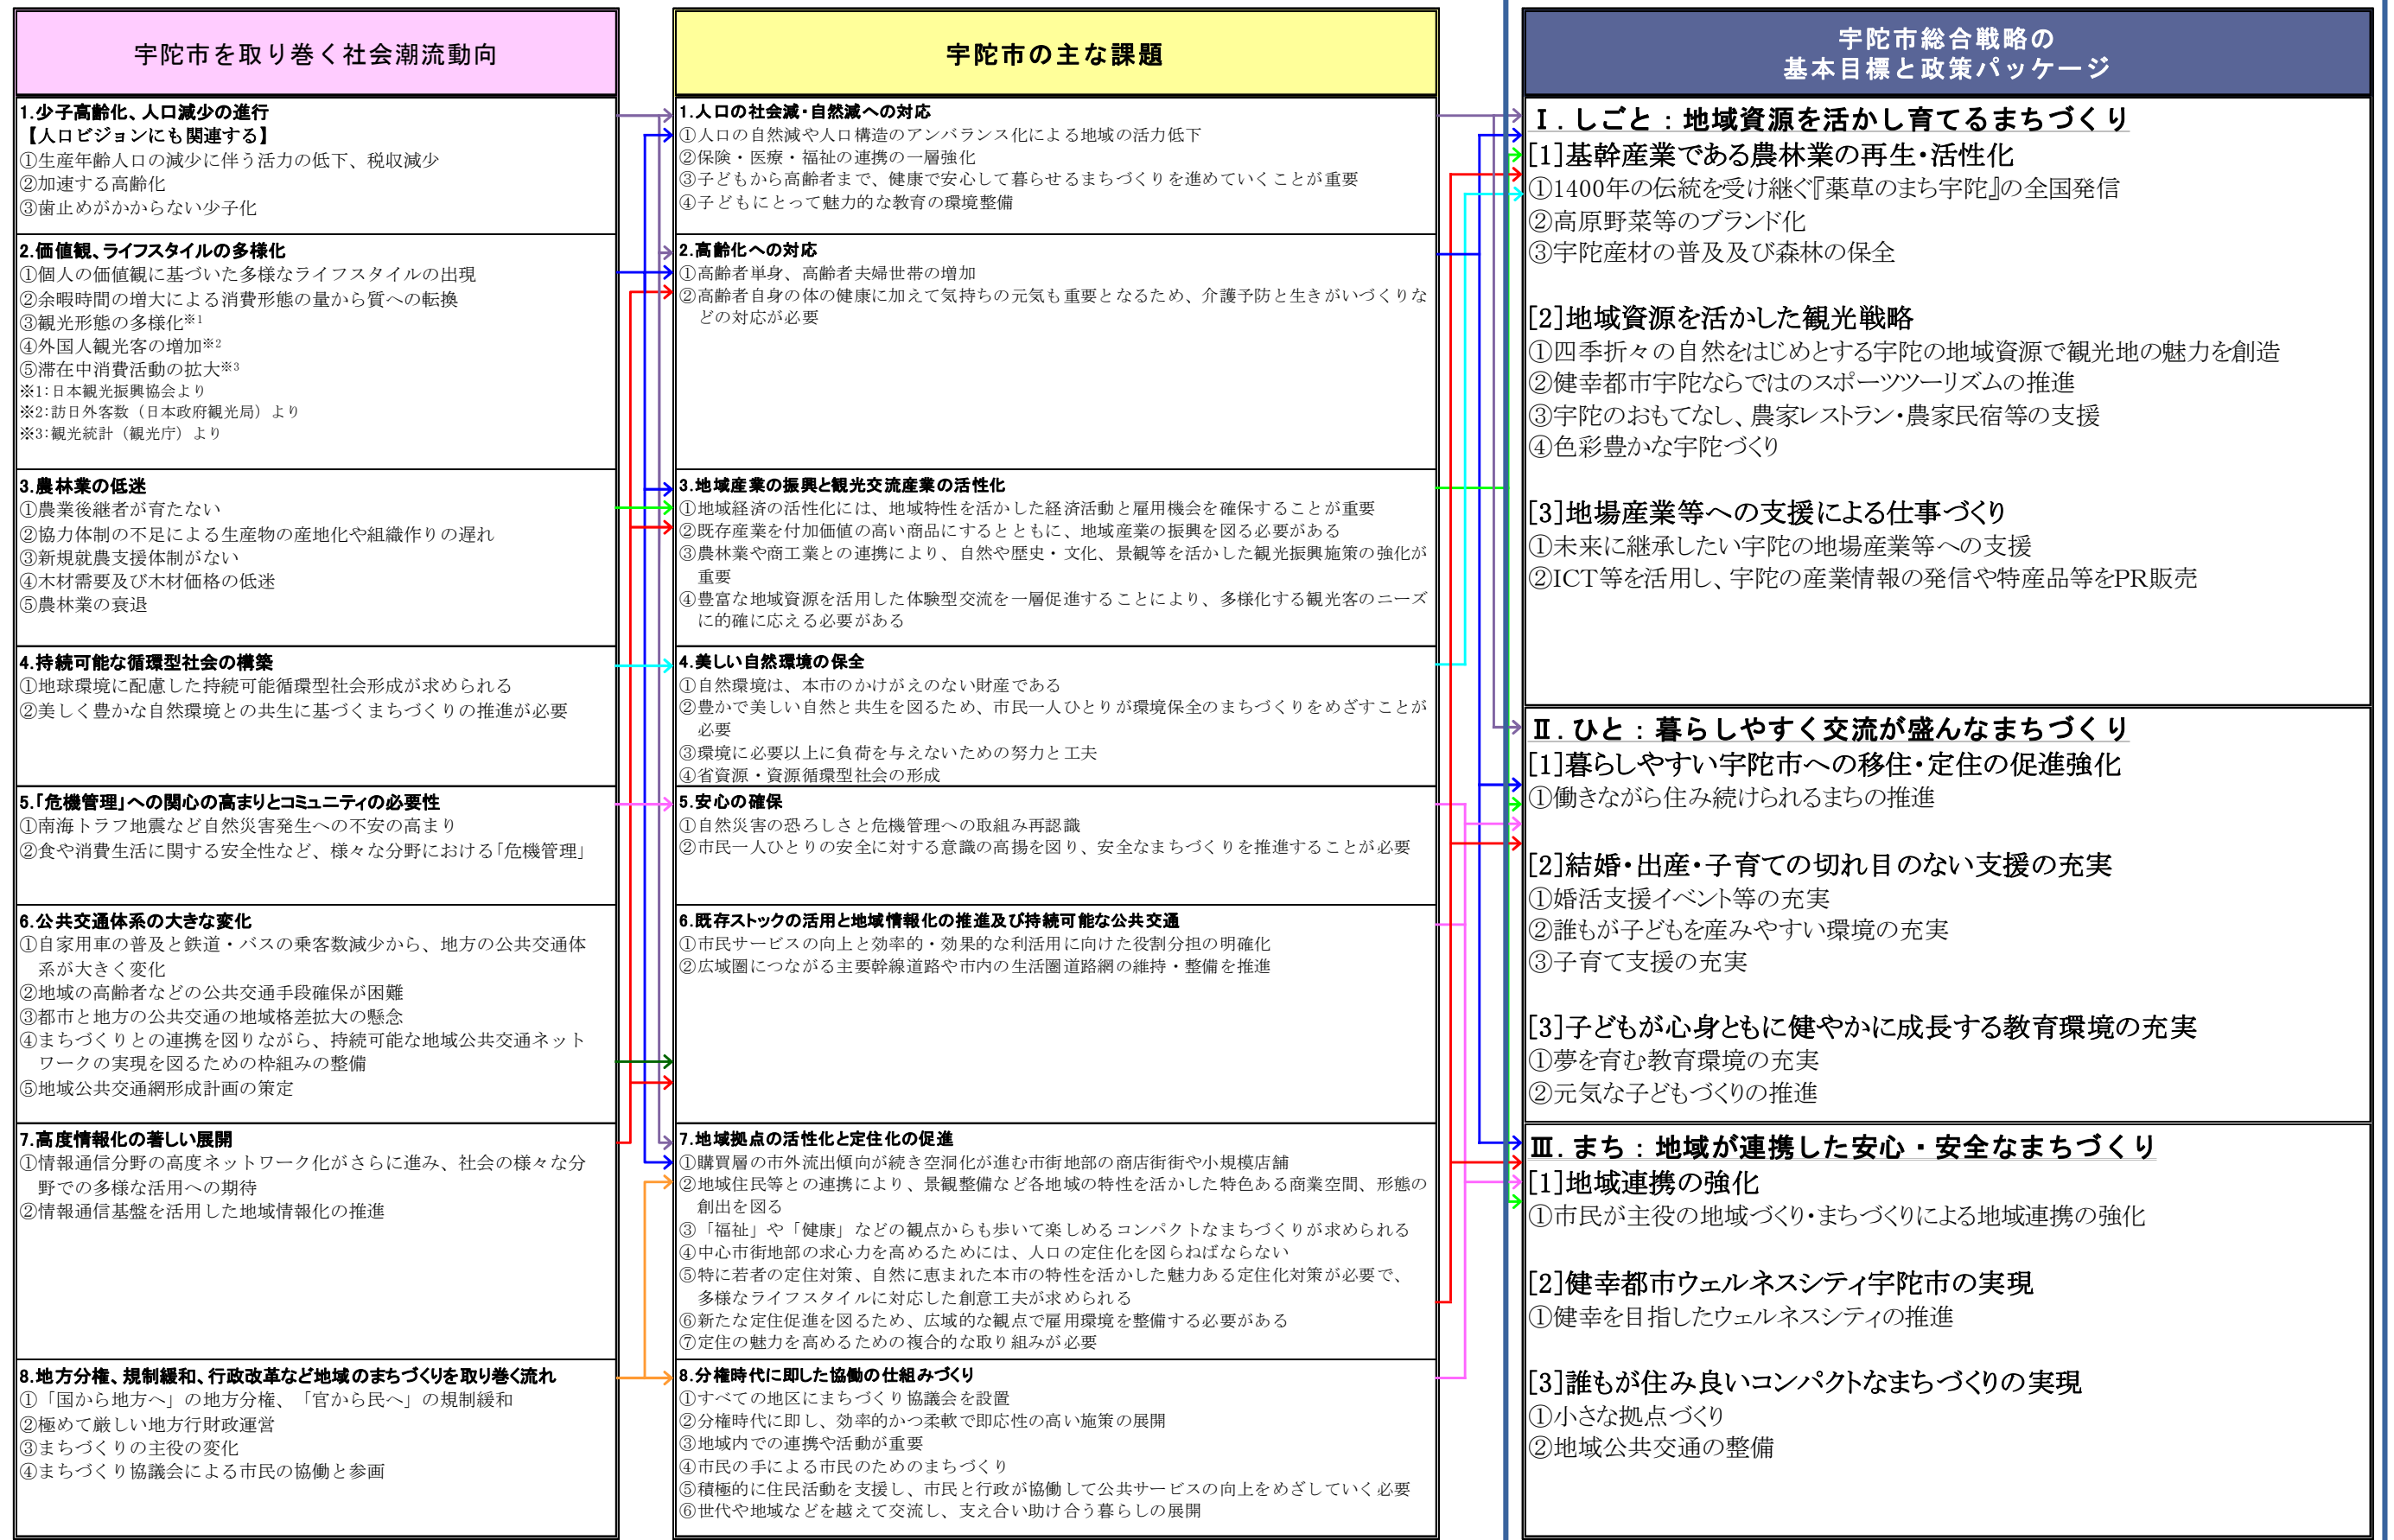 宇陀市を取り巻く社会潮流動向
1.少子高齢化、人口減少の進行
【人口ビジョンにも関連する】
①生産年齢人口の減少に伴う活力の低下、税収減少
②加速する高齢化
③歯止めがかからない少子化
2.価値観、ライフスタイルの多様化
①個人の価値観に基づいた多様なライフスタイルの出現
②余暇時間の増大による消費形態の量から質への転換
③観光形態の多様化※1
④外国人観光客の増加※2
⑤滞在中消費活動の拡大※3
※1:日本観光振興協会より
※2:訪日外客数（日本政府観光局）より
※3:観光統計（観光庁）より
3.農林業の低迷
①農業後継者が育たない
②協力体制の不足による生産物の産地化や組織作りの遅れ
③新規就農支援体制がない
④木材需要及び木材価格の低迷
⑤農林業の衰退
4.持続可能な循環型社会の構築
①地球環境に配慮した持続可能循環型社会形成が求められる
②美しく豊かな自然環境との共生に基づくまちづくりの推進が必要
5.「危機管理」への関心の高まりとコミュニティの必要性
①南海トラフ地震など自然災害発生への不安の高まり
②食や消費生活に関する安全性など、様々な分野における「危機管理」
6.公共交通体系の大きな変化
①自家用車の普及と鉄道・バスの乗客数減少から、地方の公共交通体
系が大きく変化
②地域の高齢者などの公共交通手段確保が困難
③都市と地方の公共交通の地域格差拡大の懸念
④まちづくりとの連携を図りながら、持続可能な地域公共交通ネット
ワークの実現を図るための枠組みの整備
⑤地域公共交通網形成計画の策定
7.高度情報化の著しい展開
①情報通信分野の高度ネットワーク化がさらに進み、社会の様々な分
野での多様な活用への期待
②情報通信基盤を活用した地域情報化の推進
8.地方分権、規制緩和、行政改革など地域のまちづくりを取り巻く流れ
①「国から地方へ」の地方分権、「官から民へ」の規制緩和
②極めて厳しい地方行財政運営
③まちづくりの主役の変化
④まちづくり協議会による市民の協働と参画
宇陀市の主な課題
1.人口の社会減・自然減への対応
①人口の自然減や人口構造のアンバランス化による地域の活力低下
②保険・医療・福祉の連携の一層強化
③子どもから高齢者まで、健康で安心して暮らせるまちづくりを進めていくことが重要
④子どもにとって魅力的な教育の環境整備
2.高齢化への対応
①高齢者単身、高齢者夫婦世帯の増加
②高齢者自身の体の健康に加えて気持ちの元気も重要となるため、介護予防と生きがいづくりな
どの対応が必要
3.地域産業の振興と観光交流産業の活性化
①地域経済の活性化には、地域特性を活かした経済活動と雇用機会を確保することが重要
②既存産業を付加価値の高い商品にするとともに、地域産業の振興を図る必要がある
③農林業や商工業との連携により、自然や歴史・文化、景観等を活かした観光振興施策の強化が
重要
④豊富な地域資源を活用した体験型交流を一層促進することにより、多様化する観光客のニーズ
に的確に応える必要がある
4.美しい自然環境の保全
①自然環境は、本市のかけがえのない財産である
②豊かで美しい自然と共生を図るため、市民一人ひとりが環境保全のまちづくりをめざすことが
必要
③環境に必要以上に負荷を与えないための努力と工夫
④省資源・資源循環型社会の形成
5.安心の確保
①自然災害の恐ろしさと危機管理への取組み再認識
②市民一人ひとりの安全に対する意識の高揚を図り、安全なまちづくりを推進することが必要
6.既存ストックの活用と地域情報化の推進及び持続可能な公共交通
①市民サービスの向上と効率的・効果的な利活用に向けた役割分担の明確化
②広域圏につながる主要幹線道路や市内の生活圏道路網の維持・整備を推進
7.地域拠点の活性化と定住化の促進
①購買層の市外流出傾向が続き空洞化が進む市街地部の商店街街や小規模店舗
②地域住民等との連携により、景観整備など各地域の特性を活かした特色ある商業空間、形態の
創出を図る
③「福祉」や「健康」などの観点からも歩いて楽しめるコンパクトなまちづくりが求められる
④中心市街地部の求心力を高めるためには、人口の定住化を図らねばならない
⑤特に若者の定住対策、自然に恵まれた本市の特性を活かした魅力ある定住化対策が必要で、
多様なライフスタイルに対応した創意工夫が求められる
⑥新たな定住促進を図るため、広域的な観点で雇用環境を整備する必要がある
⑦定住の魅力を高めるための複合的な取り組みが必要
8.分権時代に即した協働の仕組みづくり
①すべての地区にまちづくり協議会を設置
②分権時代に即し、効率的かつ柔軟で即応性の高い施策の展開
③地域内での連携や活動が重要
④市民の手による市民のためのまちづくり
⑤積極的に住民活動を支援し、市民と行政が協働して公共サービスの向上をめざしていく必要
⑥世代や地域などを越えて交流し、支え合い助け合う暮らしの展開
宇陀市総合戦略の
基本目標と政策パッケージ
Ⅰ．しごと：地域資源を活かし育てるまちづくり
[1]基幹産業である農林業の再生・活性化
①1400年の伝統を受け継ぐ『薬草のまち宇陀』の全国発信
②高原野菜等のブランド化
③宇陀産材の普及及び森林の保全
[2]地域資源を活かした観光戦略
①四季折々の自然をはじめとする宇陀の地域資源で観光地の魅力を創造
②健幸都市宇陀ならではのスポーツツーリズムの推進
③宇陀のおもてなし、農家レストラン・農家民宿等の支援
④色彩豊かな宇陀づくり
[3]地場産業等への支援による仕事づくり
①未来に継承したい宇陀の地場産業等への支援
②ICT等を活用し、宇陀の産業情報の発信や特産品等をPR販売
Ⅱ．ひと：暮らしやすく交流が盛んなまちづくり
[1]暮らしやすい宇陀市への移住・定住の促進強化
①働きながら住み続けられるまちの推進
[2]結婚・出産・子育ての切れ目のない支援の充実
①婚活支援イベント等の充実
②誰もが子どもを産みやすい環境の充実
③子育て支援の充実
[3]子どもが心身ともに健やかに成長する教育環境の充実
①夢を育む教育環境の充実
②元気な子どもづくりの推進
Ⅲ．まち：地域が連携した安心・安全なまちづくり
[1]地域連携の強化
①市民が主役の地域づくり・まちづくりによる地域連携の強化
[2]健幸都市ウェルネスシティ宇陀市の実現
①健幸を目指したウェルネスシティの推進
[3]誰もが住み良いコンパクトなまちづくりの実現
①小さな拠点づくり
②地域公共交通の整備